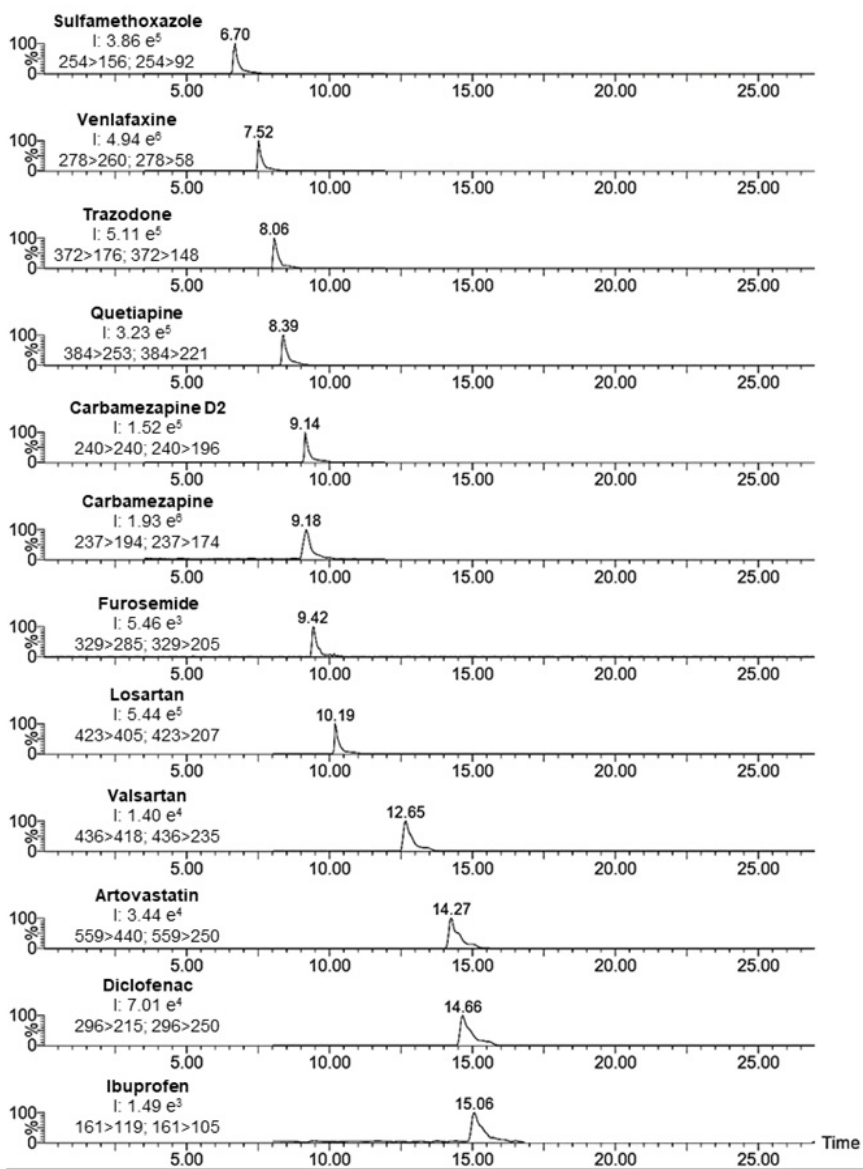 Sulfamethoxazole
I: 3.86 e⁵
254>156; 254>92
6.70
100
%
0
5.00 10.00 15.00 20.00 25.00
Venlafaxine
I: 4.94 e⁶
278>260; 278>58
7.52
100
%
0
5.00 10.00 15.00 20.00 25.00
Trazodone
I: 5.11 e⁵
372>176; 372>148
8.06
100
%
0
5.00 10.00 15.00 20.00 25.00
Quetiapine
I: 3.23 e⁵
384>253; 384>221
8.39
100
%
0
5.00 10.00 15.00 20.00 25.00
Carbamezapine D2
I: 1.52 e⁵
240>240; 240>196
9.14
100
%
0
5.00 10.00 15.00 20.00 25.00
Carbamezapine
I: 1.93 e⁶
237>194; 237>174
9.18
100
%
0
5.00 10.00 15.00 20.00 25.00
Furosemide
I: 5.46 e³
329>285; 329>205
9.42
100
%
0
5.00 10.00 15.00 20.00 25.00
Losartan
I: 5.44 e⁵
423>405; 423>207
10.19
100
%
0
5.00 10.00 15.00 20.00 25.00
Valsartan
I: 1.40 e⁴
436>418; 436>235
12.65
100
%
0
5.00 10.00 15.00 20.00 25.00
Artovastatin
I: 3.44 e⁴
559>440; 559>250
14.27
100
%
0
5.00 10.00 15.00 20.00 25.00
Diclofenac
I: 7.01 e⁴
296>215; 296>250
14.66
100
%
0
5.00 10.00 15.00 20.00 25.00
Ibuprofen
I: 1.49 e³
161>119; 161>105
15.06
100
%
0
Time
5.00 10.00 15.00 20.00 25.00